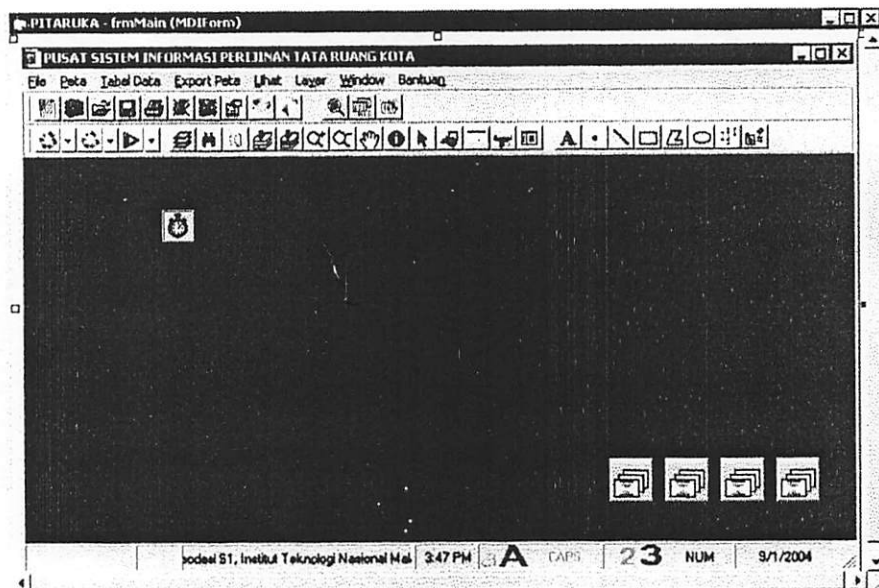 PITARUKA - frmMain (MDIForm)
PUSAT SISTEM INFORMASI PERIJINAN TATA RUANG KOTA
File Peta Tabel Data Export Peta Lihat Layer Window Bantuan
A
eodesi S1, Institut Teknologi Nasional Mal 3:47 PM A CAPS 23 NUM 9/1/2004